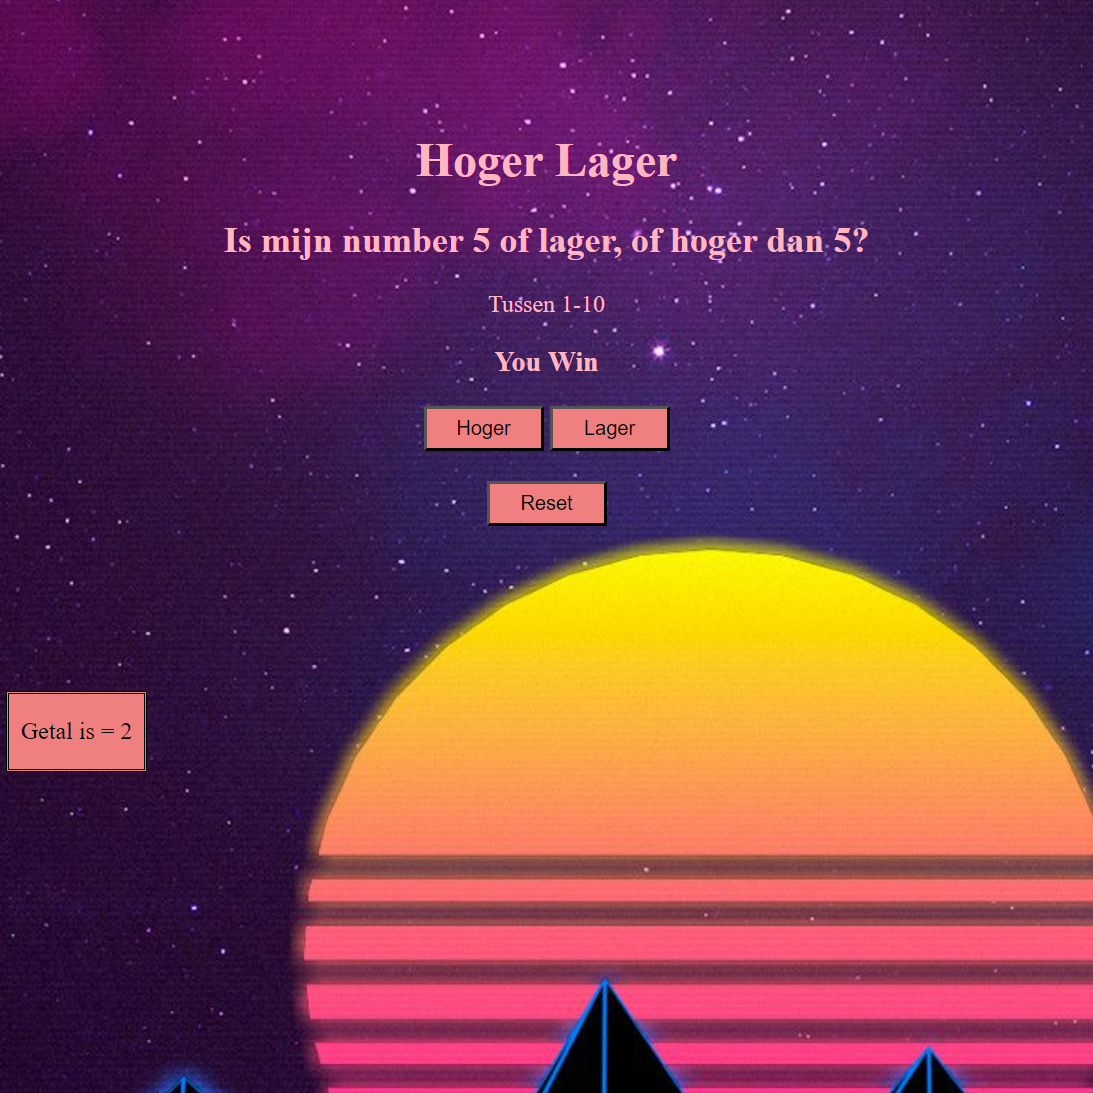 Hoger Lager
Is mijn number 5 of lager, of hoger dan 5?
Tussen 1-10
You Win
Hoger Lager
Reset
Getal is = 2